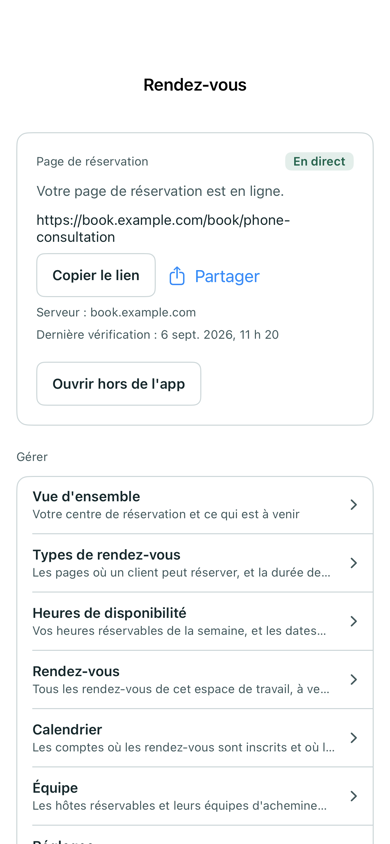 Rendez-vous
Page de réservation
En direct
Votre page de réservation est en ligne.
https://book.example.com/book/phone-
consultation
Copier le lien
Partager
Serveur : book.example.com
Dernière vérification : 6 sept. 2026, 11 h 20
Ouvrir hors de l'app
Gérer
Vue d'ensemble
Votre centre de réservation et ce qui est à venir
Types de rendez-vous
Les pages où un client peut réserver, et la durée de...
Heures de disponibilité
Vos heures réservables de la semaine, et les dates...
Rendez-vous
Tous les rendez-vous de cet espace de travail, à ve...
Calendrier
Les comptes où les rendez-vous sont inscrits et où l...
Équipe
Les hôtes réservables et leurs équipes d'achemine...